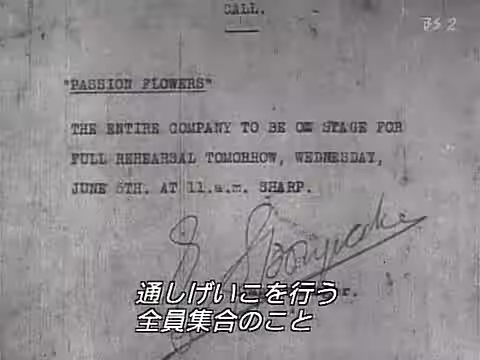 CALL.
BS 2
"PASSION FLOWERS"
THE ENTIRE COMPANY TO BE ON STAGE FOR
FULL REHEARSAL TOMORROW, WEDNESDAY,
JUNE 5TH. AT 11.a.m. SHARP.
通しげいこを行う
全員集合のこと